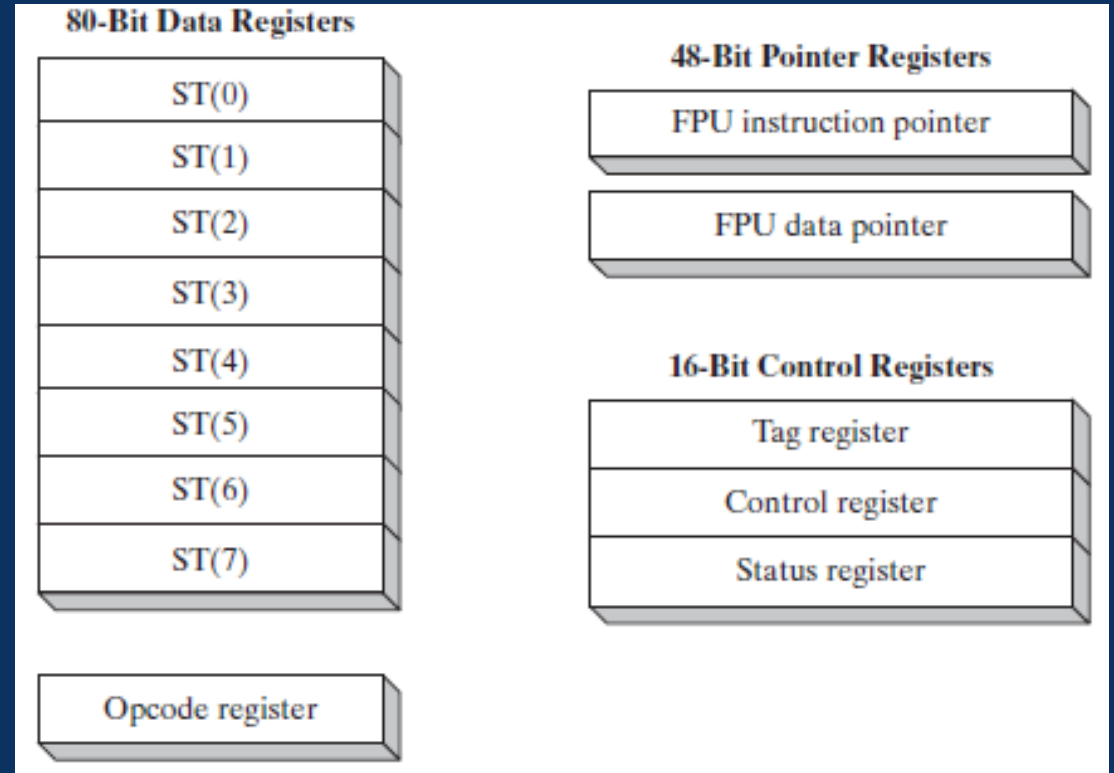 80-Bit Data Registers
ST(0)
ST(1)
ST(2)
ST(3)
ST(4)
ST(5)
ST(6)
ST(7)
Opcode register
48-Bit Pointer Registers
FPU instruction pointer
FPU data pointer
16-Bit Control Registers
Tag register
Control register
Status register